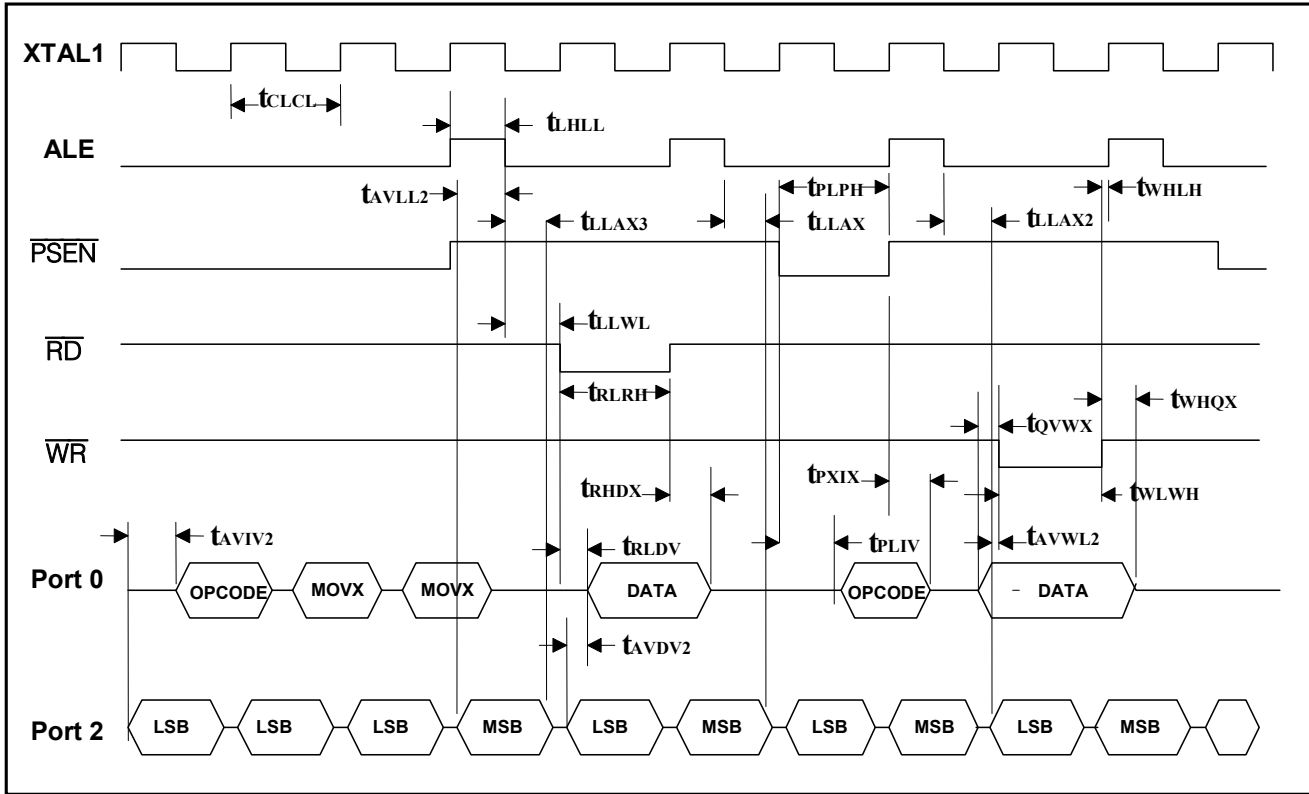 XTAL1
tCLCL
tLHLL
ALE
tAVLL2
tPLPH
tWHLH
tLLAX3
tLLAX
tLLAX2
PSEN
tLLWL
RD
tRLRH
tWHQX
tQVWX
WR
tRHDX
tPXIX
tWLWH
tAVIV2
tRLDV
tPLIV
tAVWL2
Port 0
OPCODE
MOVX
MOVX
DATA
OPCODE
- DATA
tAVDV2
Port 2
LSB
LSB
LSB
MSB
LSB
MSB
LSB
MSB
LSB
MSB